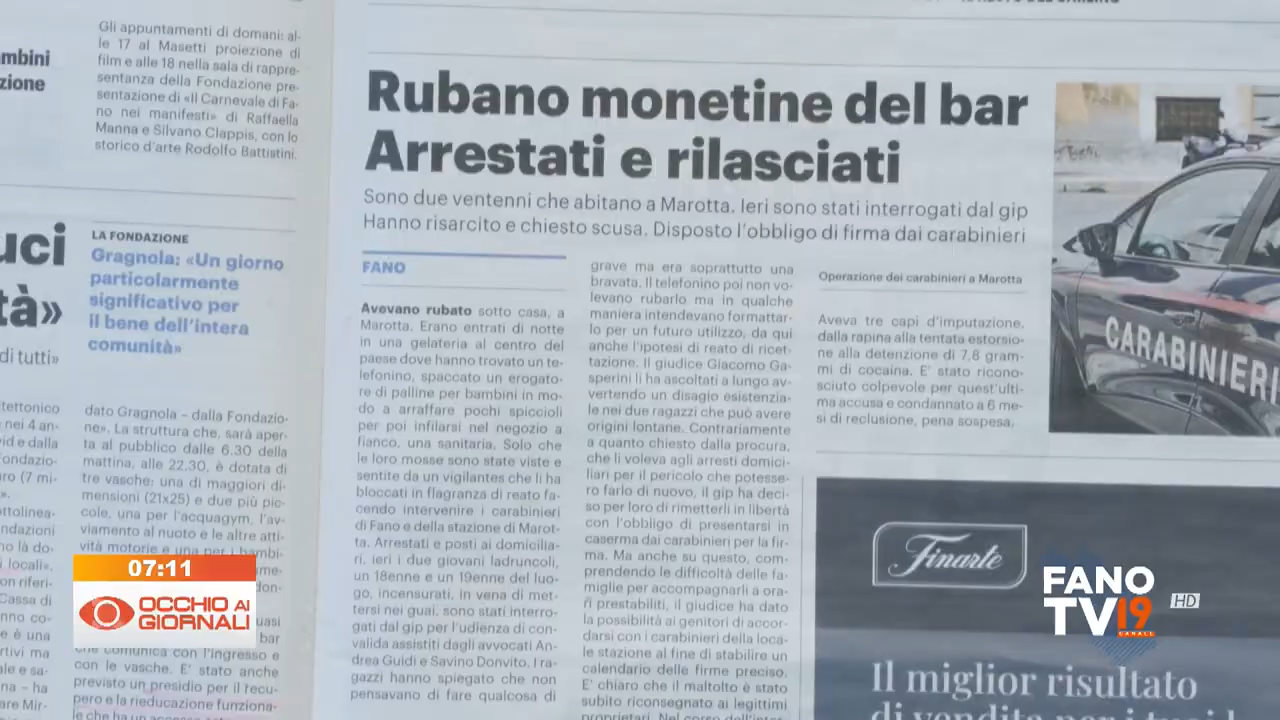 Gli appuntamenti di domani: al-
le 17 al Masetti proiezione di
film e alle 18 nella sala di rappre-
sentanza della Fondazione pre-
sentazione di «Il Carnevale di Fa-
no nei manifesti» di Raffaella
Manna e Silvano Clappis, con lo
storico d'arte Rodolfo Battistini.
mbini
zione
uci
tà»
di tutti»
LA FONDAZIONE
Gragnola: «Un giorno
particolarmente
significativo per
il bene dell'intera
comunità»
dato Gragnola – dalla Fondazio-
ne». La struttura che, sarà aper-
ta al pubblico dalle 6.30 della
mattina, alle 22.30, è dotata di
tre vasche: una di maggiori di-
mensioni (21x25) e due più pic-
cole, una per l'acquagym, l'av-
viamento al nuoto e le altre atti-
vità motorie e una per i bambi-
che comunica con l'ingresso e
con le vasche. E' stato anche
previsto un presidio per il recu-
pero e la rieducazione funziona-
Rubano monetine del bar
Arrestati e rilasciati
Sono due ventenni che abitano a Marotta. Ieri sono stati interrogati dal gip
Hanno risarcito e chiesto scusa. Disposto l'obbligo di firma dai carabinieri
FANO
Avevano rubato sotto casa, a
Marotta. Erano entrati di notte
in una gelateria al centro del
paese dove hanno trovato un te-
lefonino, spaccato un erogato-
re di palline per bambini in mo-
do a arraffare pochi spiccioli
per poi infilarsi nel negozio a
fianco, una sanitaria. Solo che
le loro mosse sono state viste e
sentite da un vigilantes che li ha
bloccati in flagranza di reato fa-
cendo intervenire i carabinieri
di Fano e della stazione di Marot-
ta. Arrestati e posti ai domicilia-
ri, ieri i due giovani ladruncoli,
un 18enne e un 19enne del luo-
go, incensurati, in vena di met-
tersi nei guai, sono stati interro-
gati dal gip per l'udienza di con-
valida assistiti dagli avvocati An-
drea Guidi e Savino Donvito. I ra-
gazzi hanno spiegato che non
pensavano di fare qualcosa di
grave ma era soprattutto una
bravata. Il telefonino poi non vo-
levano rubarlo ma in qualche
maniera intendevano formattar-
lo per un futuro utilizzo, da qui
anche l'ipotesi di reato di ricet-
tazione. Il giudice Giacomo Ga-
sperini li ha ascoltati a lungo av-
vertendo un disagio esistenzia-
le nei due ragazzi che può avere
origini lontane. Contrariamente
a quanto chiesto dalla procura,
che li voleva agli arresti domici-
liari per il pericolo che potesse-
ro farlo di nuovo, il gip ha deci-
so per loro di rimetterli in libertà
con l'obbligo di presentarsi in
caserma dai carabinieri per la fir-
ma. Ma anche su questo, com-
prendendo le difficoltà delle fa-
miglie per accompagnarli a ora-
ri prestabiliti, il giudice ha dato
la possibilità ai genitori di accor-
darsi con i carabinieri della loca-
le stazione al fine di stabilire un
calendario delle firme preciso.
E' chiaro che il maltolto è stato
subito riconsegnato ai legittimi
proprietari. Nel corso dell'inter-
Operazione dei carabinieri a Marotta
Aveva tre capi d'imputazione,
dalla rapina alla tentata estorsio-
ne alla detenzione di 7,8 gram-
mi di cocaina. E' stato ricono-
sciuto colpevole per quest'ulti-
ma accusa e condannato a 6 me-
si di reclusione, pena sospesa.
CARABINIERI
Finarte
Il miglior risultato
07:11
OCCHIO AI
GIORNALI
FANO
TV19
CANALE
HD